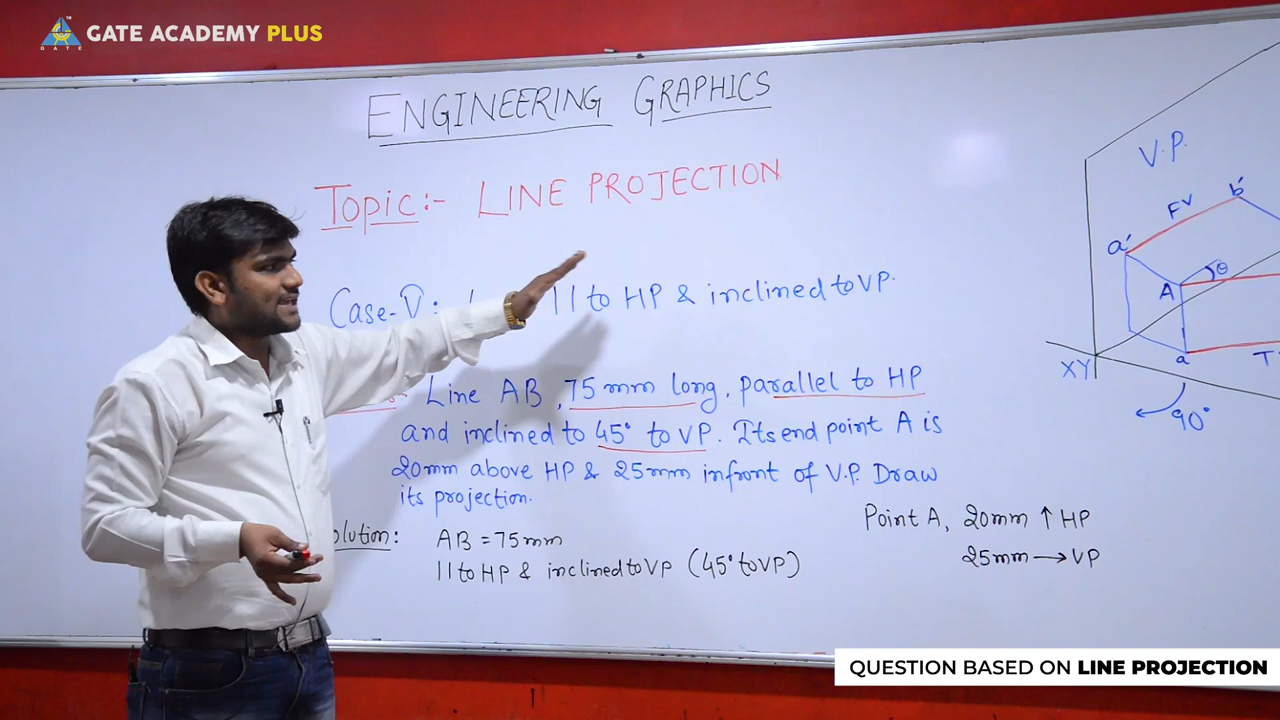 GATE ACADEMY PLUS
GATE
ENGINEERING GRAPHICS
Topic:- LINE PROJECTION
Case-V: || to HP & inclined to VP.
Line AB, 75 mm long, parallel to HP
and inclined to 45° to VP. Its end point A is
20mm above HP & 25mm infront of V.P. Draw
its projection.
olution: AB = 75mm
|| to HP & inclined to VP (45° to VP)
Point A, 20mm ↑ HP
25mm → VP
V.P.
FV
b'
a'
θ
A
a
T
XY
90°
QUESTION BASED ON LINE PROJECTION